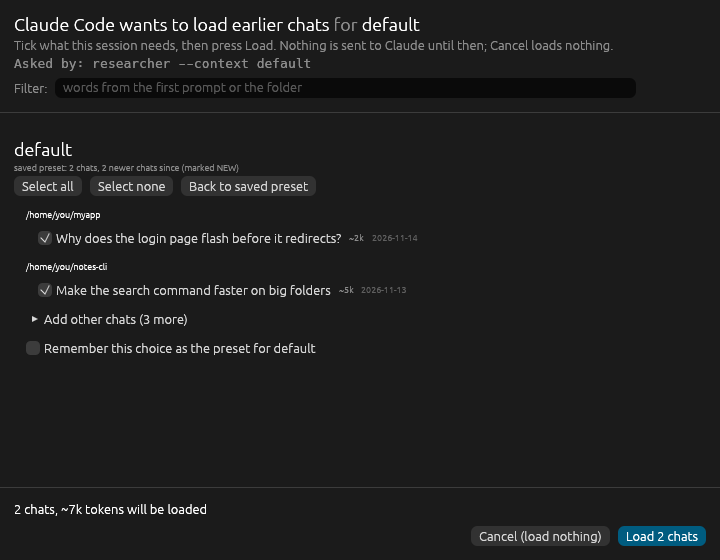 Claude Code wants to load earlier chats for default
Tick what this session needs, then press Load. Nothing is sent to Claude until then; Cancel loads nothing.
Asked by: researcher --context default
Filter: words from the first prompt or the folder
default
saved preset: 2 chats, 2 newer chats since (marked NEW)
Select all Select none Back to saved preset
/home/you/myapp
Why does the login page flash before it redirects? ~2k 2026-11-14
/home/you/notes-cli
Make the search command faster on big folders ~5k 2026-11-13
Add other chats (3 more)
Remember this choice as the preset for default
2 chats, ~7k tokens will be loaded
Cancel (load nothing) Load 2 chats